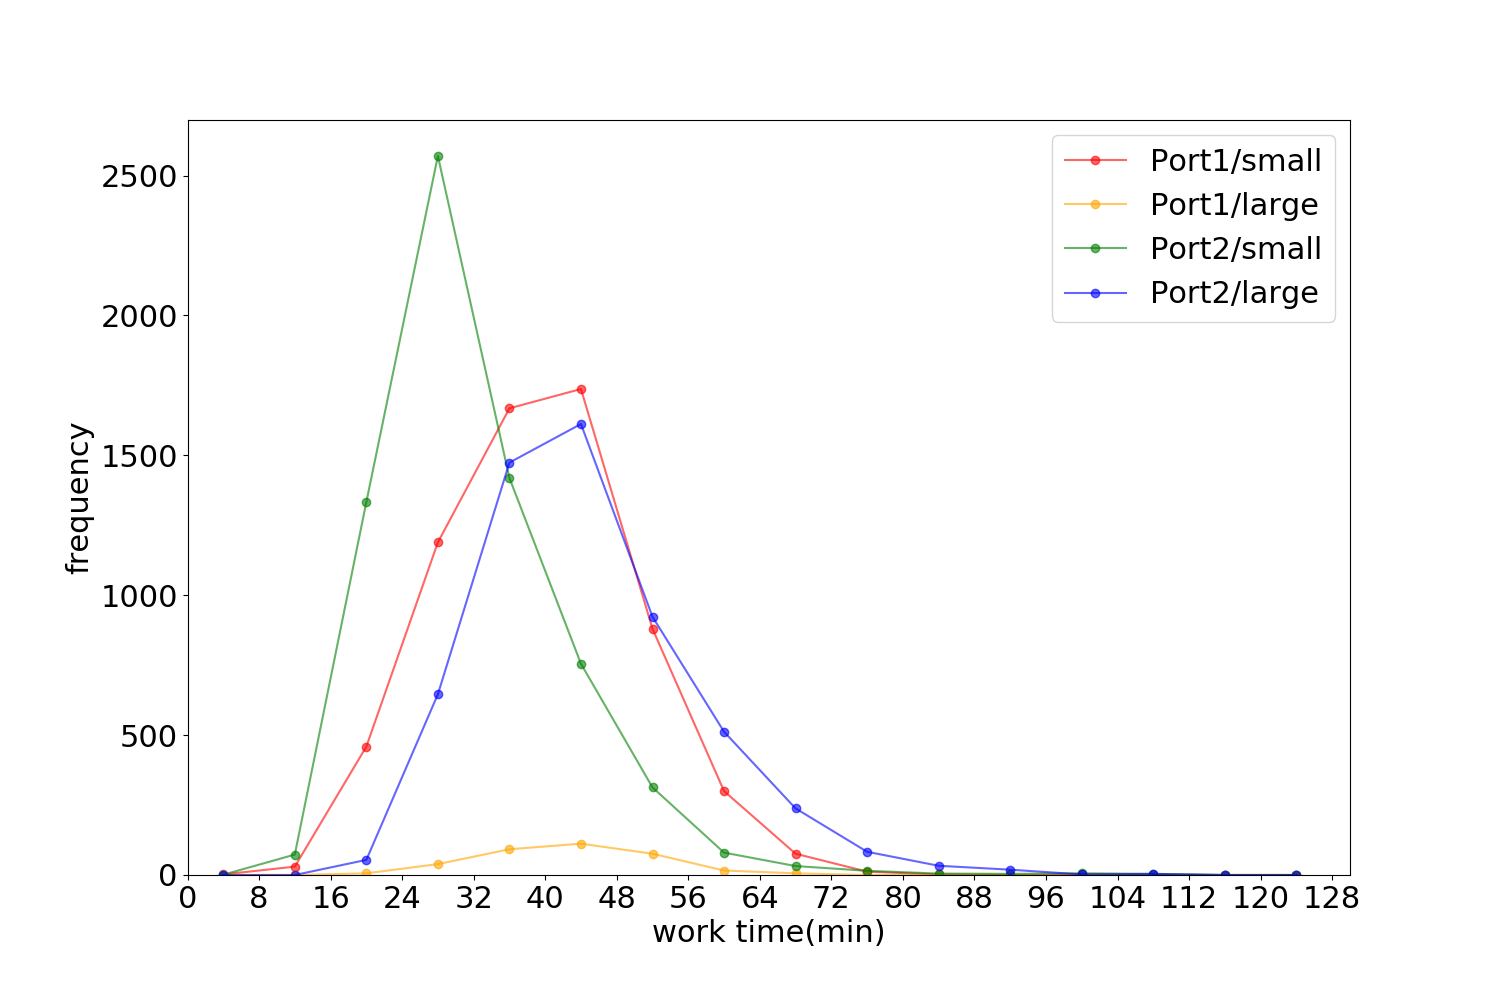 Port1/small
Port1/large
Port2/small
Port2/large
2500
2000
1500
1000
500
0
frequency
0 8 16 24 32 40 48 56 64 72 80 88 96 104 112 120 128
work time(min)